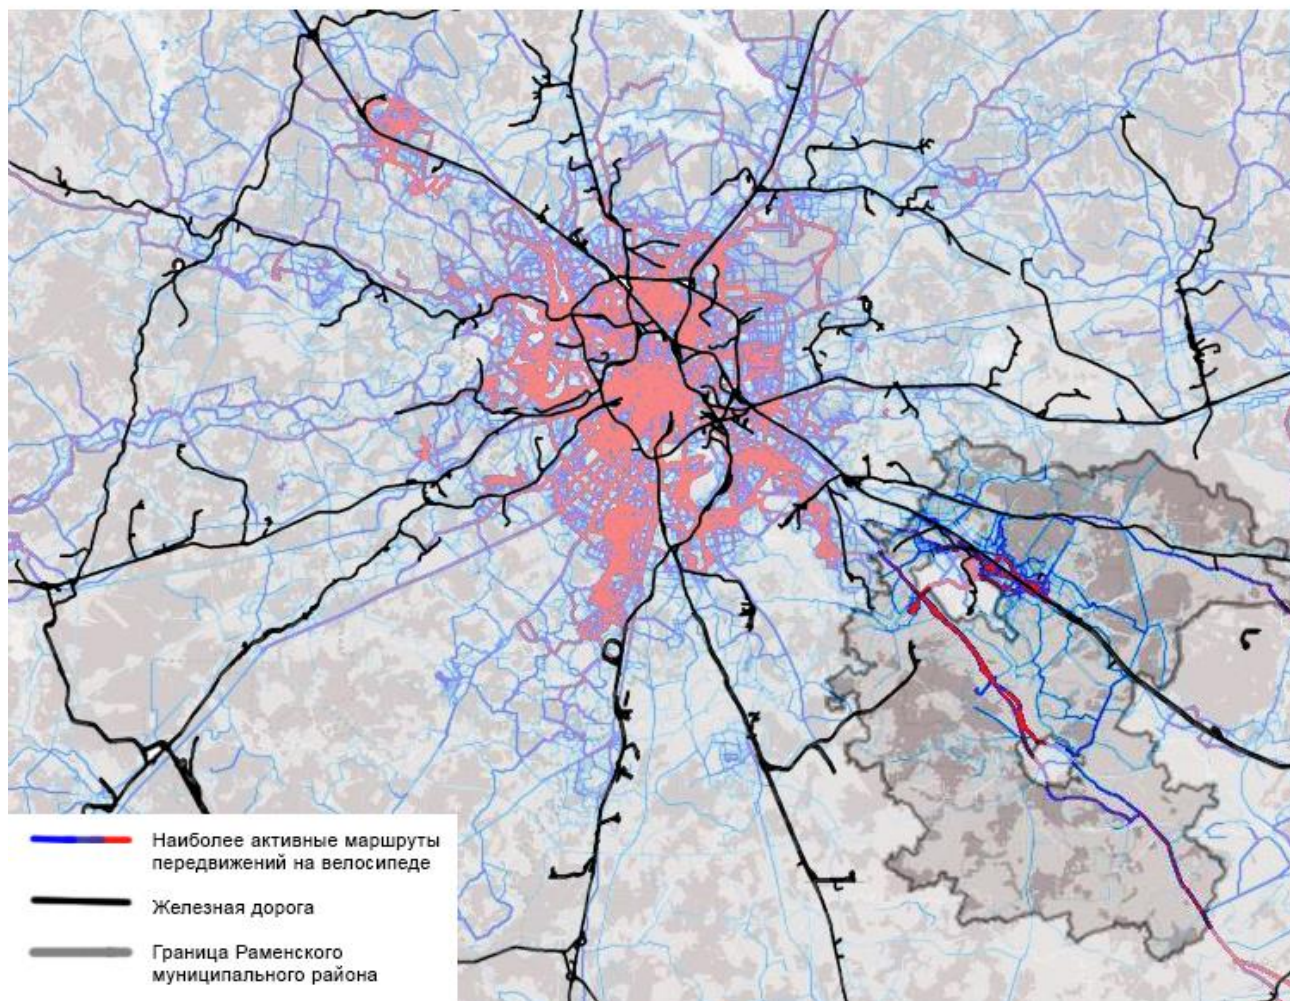 Наиболее активные маршруты
передвижений на велосипеде
Железная дорога
Граница Раменского
муниципального района